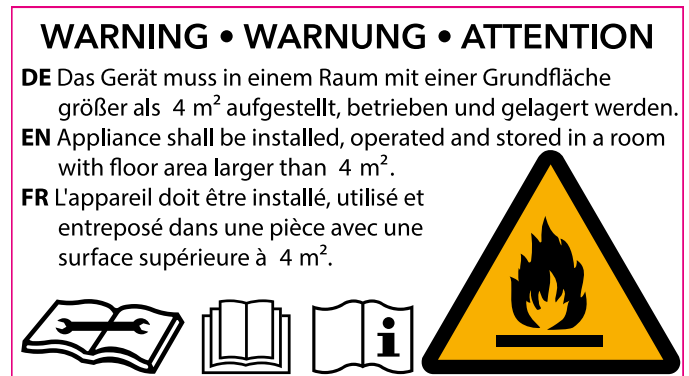 WARNING • WARNUNG • ATTENTION
DE Das Gerät muss in einem Raum mit einer Grundfläche
größer als 4 m² aufgestellt, betrieben und gelagert werden.
EN Appliance shall be installed, operated and stored in a room
with floor area larger than 4 m².
FR L'appareil doit être installé, utilisé et
entreposé dans une pièce avec une
surface supérieure à 4 m².
i